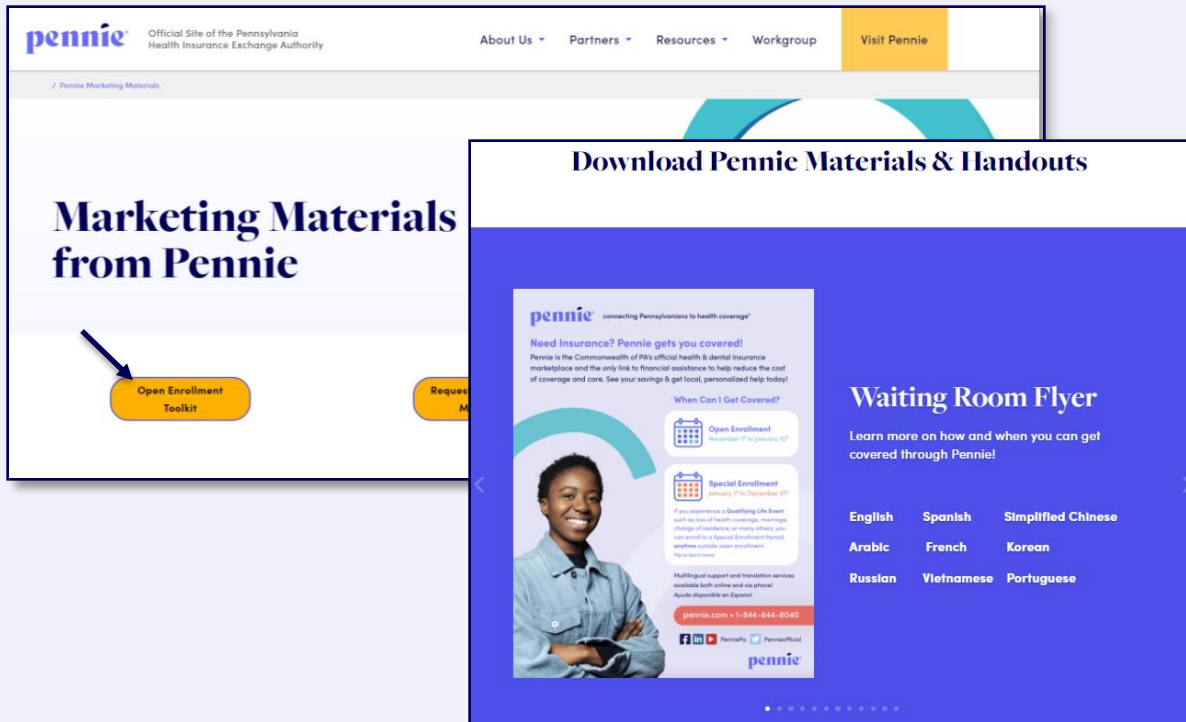 pennie
Official Site of the Pennsylvania
Health Insurance Exchange Authority
About Us
Partners
Resources
Workgroup
Visit Pennie
/ Pennie Marketing Materials
Marketing Materials
from Pennie
Open Enrollment
Toolkit
Reques
M
Download Pennie Materials & Handouts
pennie connecting Pennsylvanians to health coverage
Need Insurance? Pennie gets you covered!
Pennie is the Commonwealth of PA's official health & dental insurance
marketplace and the only link to financial assistance to help reduce the cost
of coverage and care. See your savings & get local, personalized help today!
When Can I Get Covered?
Open Enrollment
November 1st to January 15th
Special Enrollment
January 1st to December 31st
If you experience a Qualifying Life Event
such as loss of health coverage, marriage,
change of residence, or many others, you
can enroll in a Special Enrollment Period,
anytime outside open enrollment.
to learn more!
Multilingual support and translation services
available both online and via phone!
Ayuda disponible en Espanol
pennie.com • 1-844-844-8040
PenniePa
Pennieofficial
pennie
Waiting Room Flyer
Learn more on how and when you can get
covered through Pennie!
English Spanish Simplified Chinese
Arabic French Korean
Russian Vietnamese Portuguese